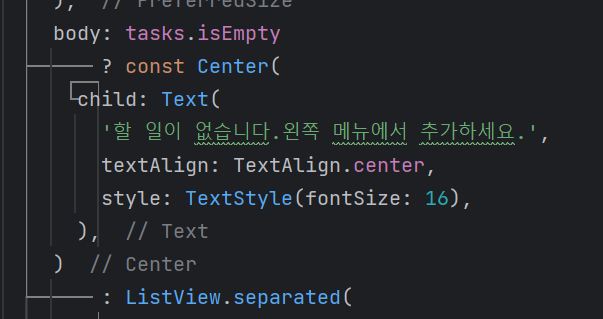 ), // PreferredSize
body: tasks.isEmpty
? const Center(
child: Text(
'할 일이 없습니다.왼쪽 메뉴에서 추가하세요.',
textAlign: TextAlign.center,
style: TextStyle(fontSize: 16),
), // Text
) // Center
: ListView.separated(